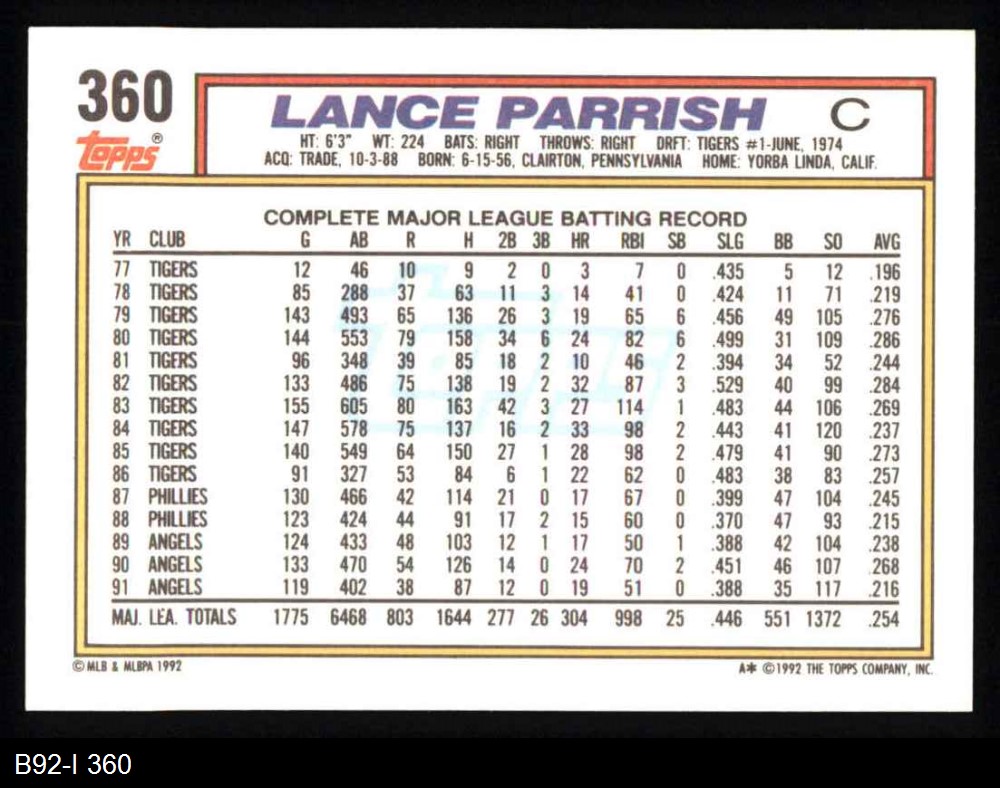 360 LANCE PARRISH C
Topps®
HT: 6'3" WT: 224 BATS: RIGHT THROWS: RIGHT DRFT: TIGERS #1-JUNE, 1974
ACQ: TRADE, 10-3-88 BORN: 6-15-56, CLAIRTON, PENNSYLVANIA HOME: YORBA LINDA, CALIF.
COMPLETE MAJOR LEAGUE BATTING RECORD
YR CLUB G AB R H 2B 3B HR RBI SB SLG BB SO AVG
77 TIGERS 12 46 10 9 2 0 3 7 0 .435 5 12 .196
78 TIGERS 85 288 37 63 11 3 14 41 0 .424 11 71 .219
79 TIGERS 143 493 65 136 26 3 19 65 6 .456 49 105 .276
80 TIGERS 144 553 79 158 34 6 24 82 6 .499 31 109 .286
81 TIGERS 96 348 39 85 18 2 10 46 2 .394 34 52 .244
82 TIGERS 133 486 75 138 19 2 32 87 3 .529 40 99 .284
83 TIGERS 155 605 80 163 42 3 27 114 1 .483 44 106 .269
84 TIGERS 147 578 75 137 16 2 33 98 2 .443 41 120 .237
85 TIGERS 140 549 64 150 27 1 28 98 2 .479 41 90 .273
86 TIGERS 91 327 53 84 6 1 22 62 0 .483 38 83 .257
87 PHILLIES 130 466 42 114 21 0 17 67 0 .399 47 104 .245
88 PHILLIES 123 424 44 91 17 2 15 60 0 .370 47 93 .215
89 ANGELS 124 433 48 103 12 1 17 50 1 .388 42 104 .238
90 ANGELS 133 470 54 126 14 0 24 70 2 .451 46 107 .268
91 ANGELS 119 402 38 87 12 0 19 51 0 .388 35 117 .216
MAJ. LEA. TOTALS 1775 6468 803 1644 277 26 304 998 25 .446 551 1372 .254
Topps
© MLB & MLBPA 1992 A* ©1992 THE TOPPS COMPANY, INC.
B92-I 360